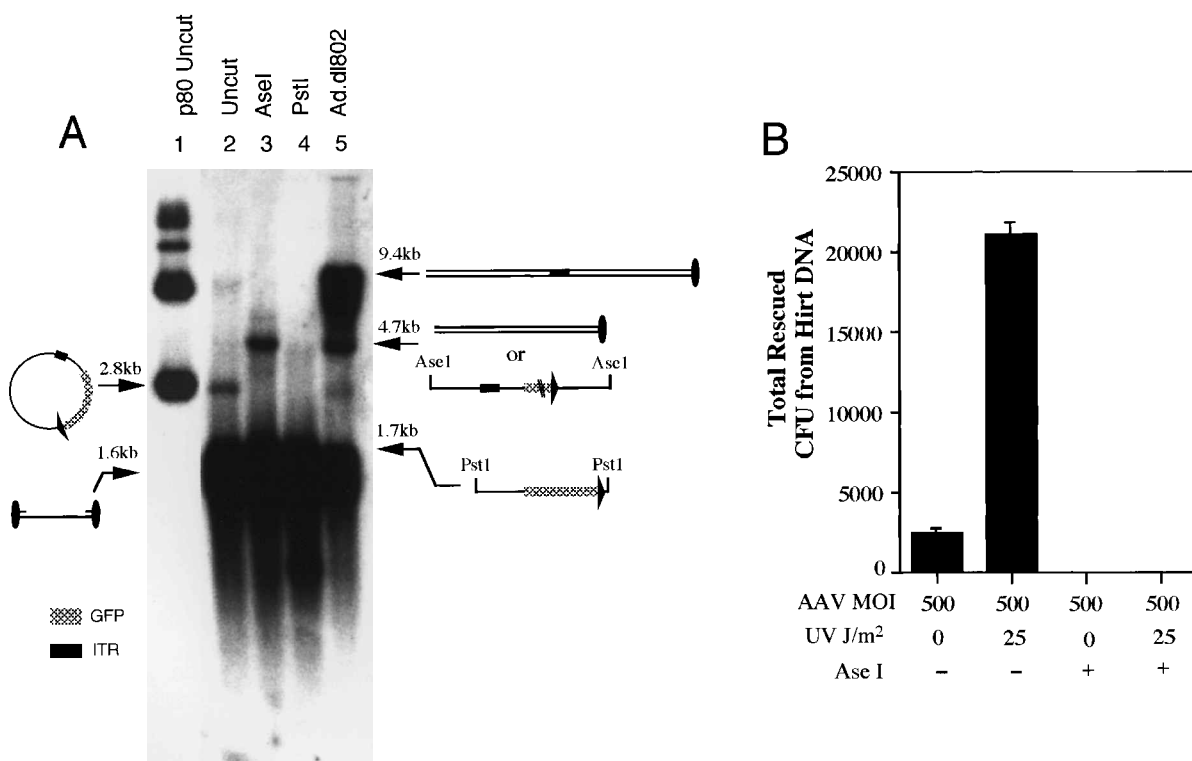 A
p80 Uncut
Uncut
AseI
PstI
Ad.dl802
1 2 3 4 5
9.4kb
4.7kb
or
AseI AseI
2.8kb
1.7kb
1.6kb
Pst1 Pst1
GFP
ITR
B
Total Rescued
CFU from Hirt DNA
25000
20000
15000
10000
5000
0
AAV MOI 500 500 500 500
UV J/m² 0 25 0 25
Ase I – – + +